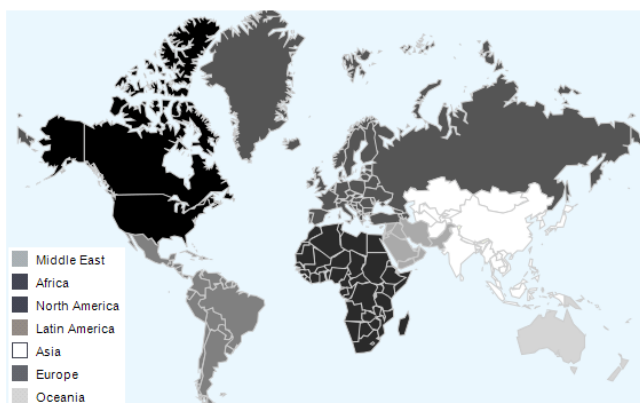 Middle East
Africa
North America
Latin America
Asia
Europe
Oceania